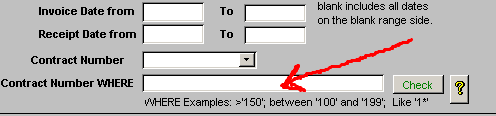 Invoice Date from To blank includes all dates
on the blank range side.
Receipt Date from To
Contract Number
Contract Number WHERE Check ?
WHERE Examples: >'150'; between '100' and '199'; Like '1*'